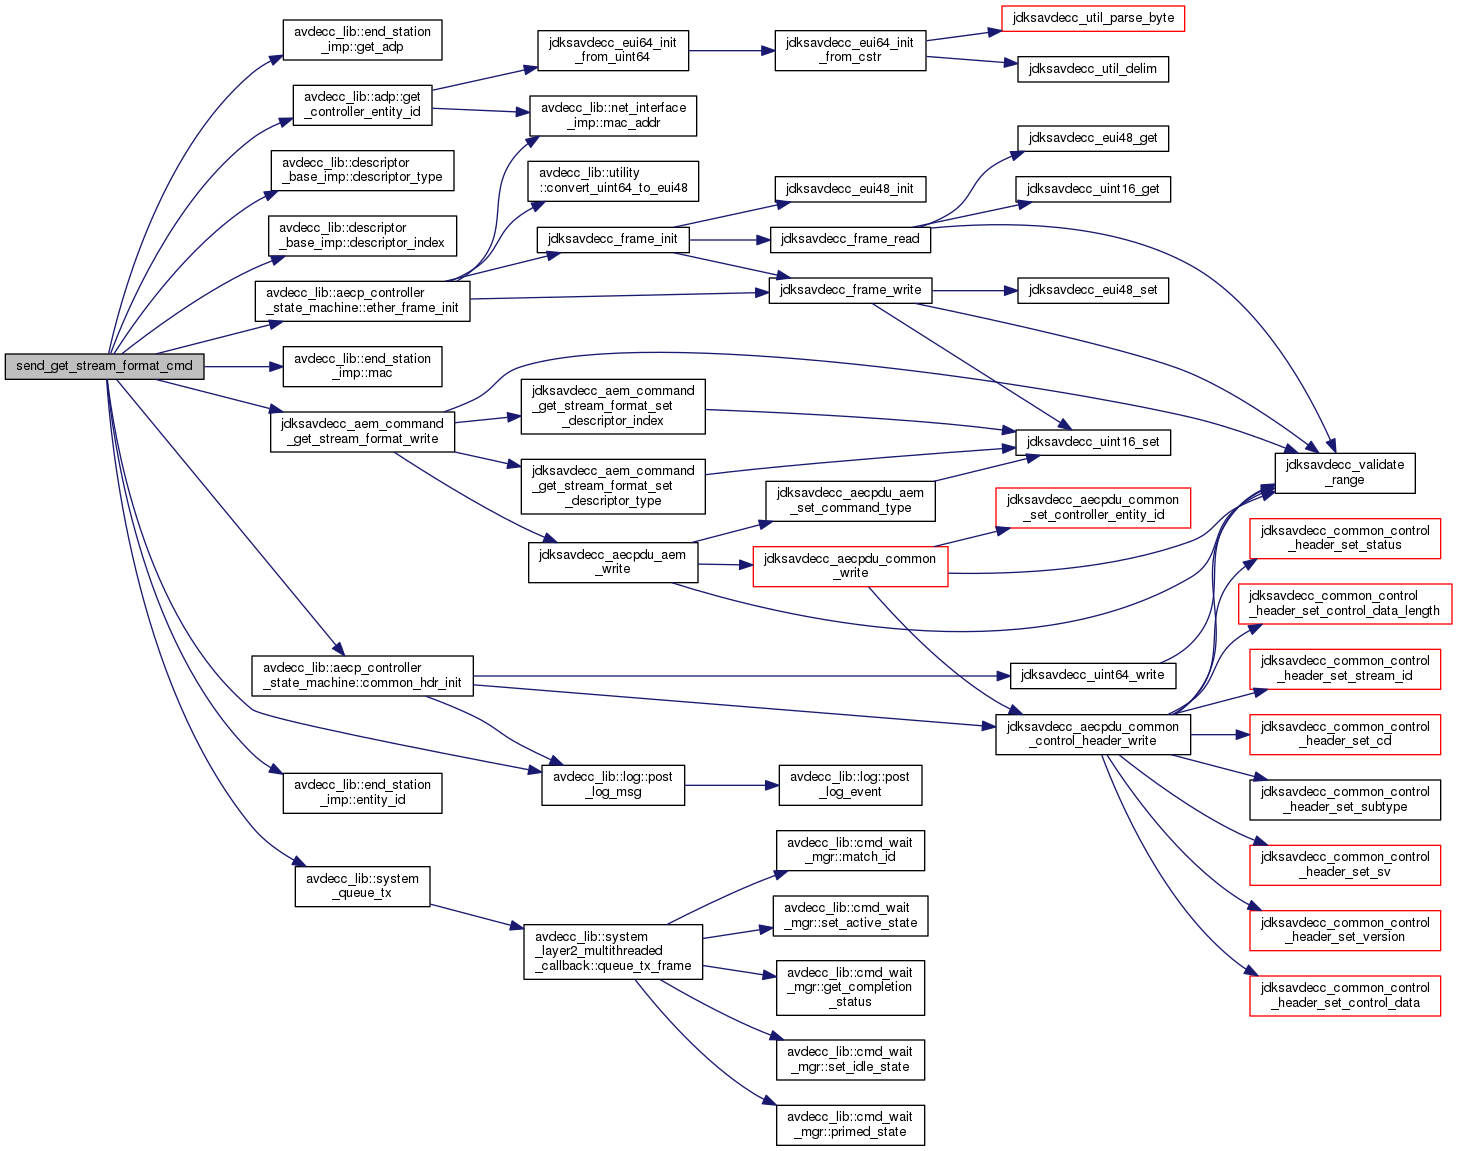 send_get_stream_format_cmd
avdecc_lib::end_station
_imp::get_adp
avdecc_lib::adp::get
_controller_entity_id
avdecc_lib::descriptor
_base_imp::descriptor_type
avdecc_lib::descriptor
_base_imp::descriptor_index
avdecc_lib::aecp_controller
_state_machine::ether_frame_init
avdecc_lib::end_station
_imp::mac
jdksavdecc_aem_command
_get_stream_format_write
avdecc_lib::aecp_controller
_state_machine::common_hdr_init
avdecc_lib::end_station
_imp::entity_id
avdecc_lib::system
_queue_tx
jdksavdecc_eui64_init
_from_uint64
avdecc_lib::net_interface
_imp::mac_addr
avdecc_lib::utility
::convert_uint64_to_eui48
jdksavdecc_frame_init
jdksavdecc_aem_command
_get_stream_format_set
_descriptor_index
jdksavdecc_aem_command
_get_stream_format_set
_descriptor_type
jdksavdecc_aecpdu_aem
_write
avdecc_lib::log::post
_log_msg
avdecc_lib::system
_layer2_multithreaded
_callback::queue_tx_frame
jdksavdecc_eui64_init
_from_cstr
jdksavdecc_eui48_init
jdksavdecc_frame_read
jdksavdecc_frame_write
jdksavdecc_aecpdu_aem
_set_command_type
jdksavdecc_aecpdu_common
_write
avdecc_lib::log::post
_log_event
avdecc_lib::cmd_wait
_mgr::match_id
avdecc_lib::cmd_wait
_mgr::set_active_state
avdecc_lib::cmd_wait
_mgr::get_completion
_status
avdecc_lib::cmd_wait
_mgr::set_idle_state
avdecc_lib::cmd_wait
_mgr::primed_state
jdksavdecc_util_parse_byte
jdksavdecc_util_delim
jdksavdecc_eui48_get
jdksavdecc_uint16_get
jdksavdecc_eui48_set
jdksavdecc_uint16_set
jdksavdecc_aecpdu_common
_set_controller_entity_id
jdksavdecc_uint64_write
jdksavdecc_aecpdu_common
_control_header_write
jdksavdecc_validate
_range
jdksavdecc_common_control
_header_set_status
jdksavdecc_common_control
_header_set_control_data_length
jdksavdecc_common_control
_header_set_stream_id
jdksavdecc_common_control
_header_set_cd
jdksavdecc_common_control
_header_set_subtype
jdksavdecc_common_control
_header_set_sv
jdksavdecc_common_control
_header_set_version
jdksavdecc_common_control
_header_set_control_data